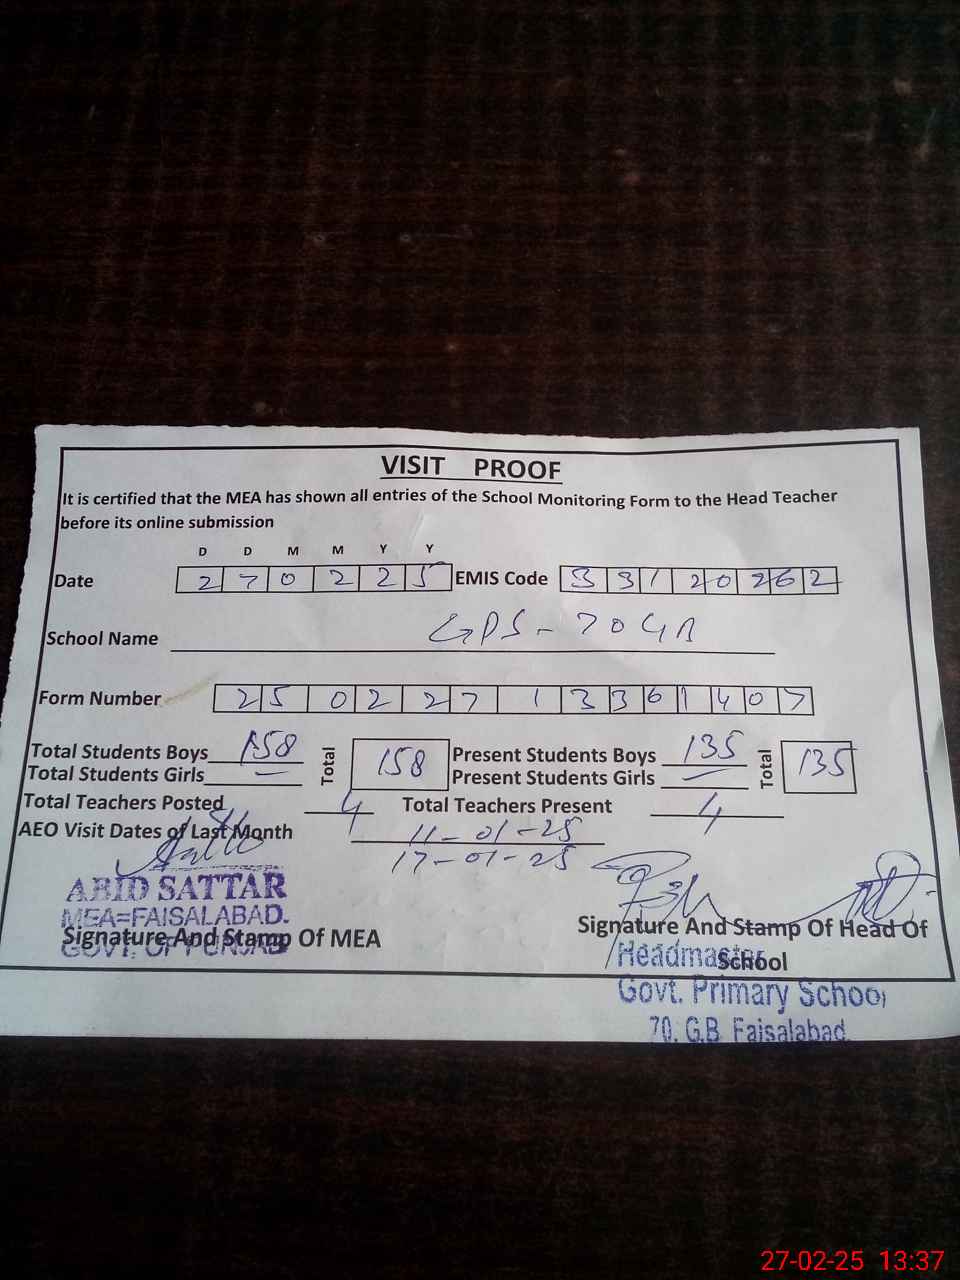 VISIT PROOF
It is certified that the MEA has shown all entries of the School Monitoring Form to the Head Teacher
before its online submission
D D M M Y Y
Date 2 7 0 2 2 5 EMIS Code 3 3 1 2 0 2 6 2
School Name GPS - 70 GB
Form Number 2 5 0 2 2 7 1 3 3 6 1 4 0 7
Total Students Boys 158 Total 158 Present Students Boys 135 Total 135
Total Students Girls — Present Students Girls —
Total Teachers Posted 4 Total Teachers Present 4
AEO Visit Dates of Last Month 11-01-25
17-01-25
ABID SATTAR
MEA=FAISALABAD.
GOVT. OF PUNJAB
Signature And Stamp Of MEA
Signature And Stamp Of Head Of
School
Headmaster
Govt. Primary School
70. G.B Faisalabad.
27-02-25 13:37